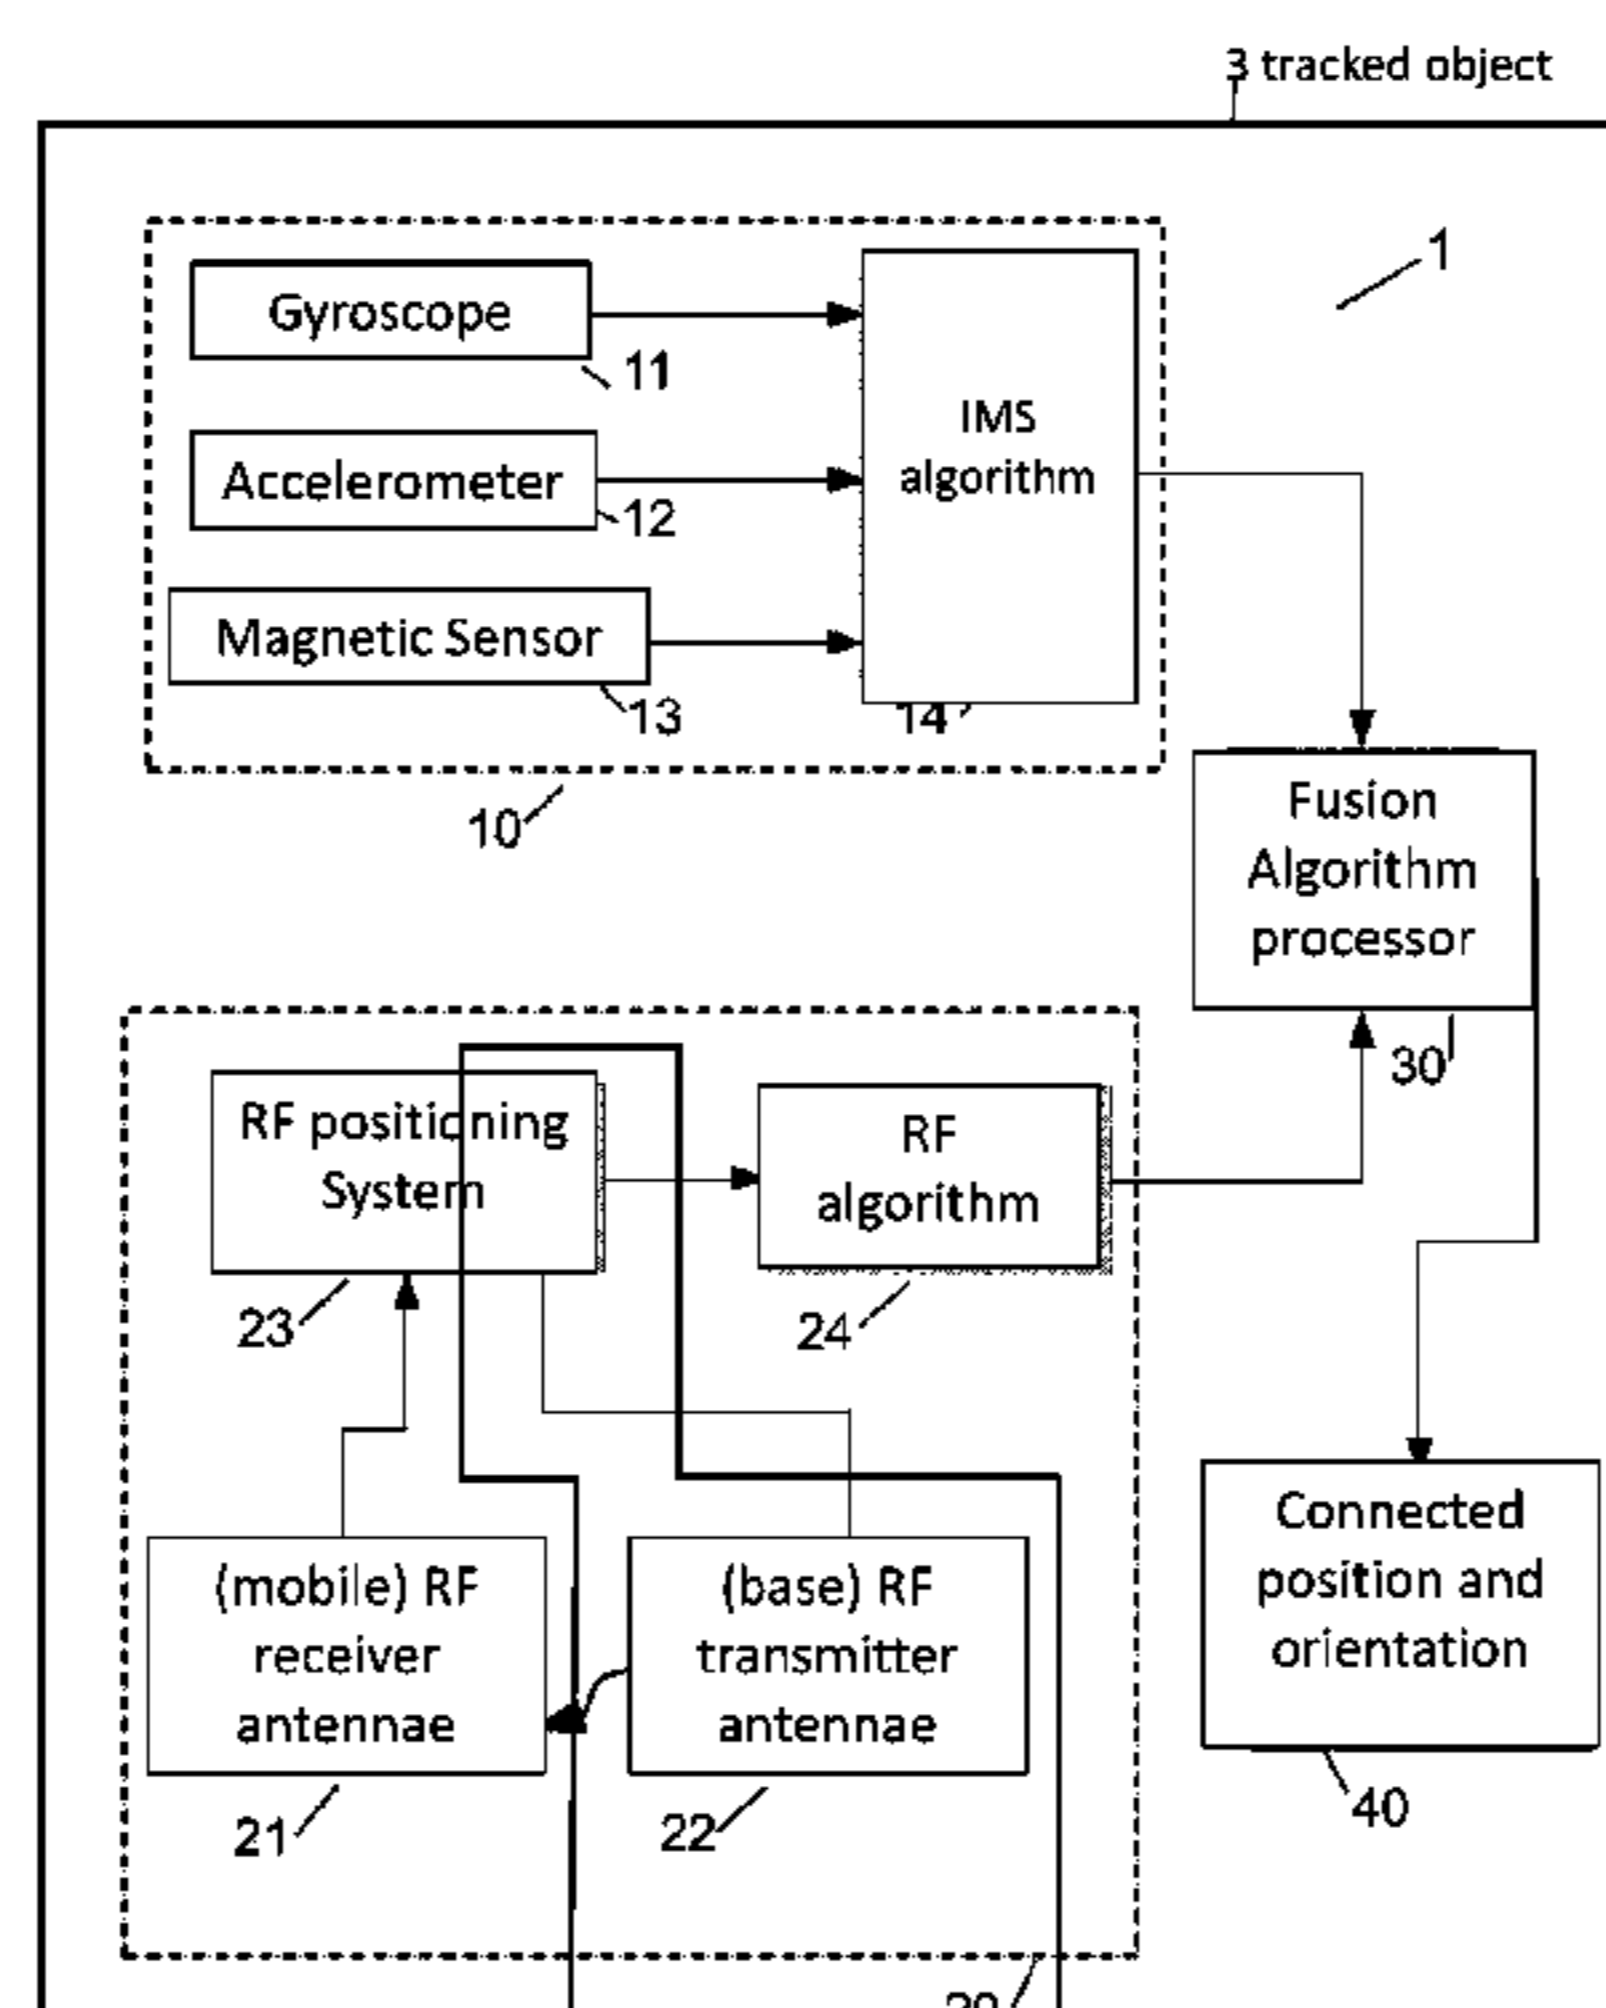 3 tracked object
1
Gyroscope
11
Accelerometer
12
Magnetic Sensor
13
IMS
algorithm
14
10
Fusion
Algorithm
processor
30
RF positioning
System
23
RF
algorithm
24
(mobile) RF
receiver
antennae
21
(base) RF
transmitter
antennae
22
Connected
position and
orientation
40